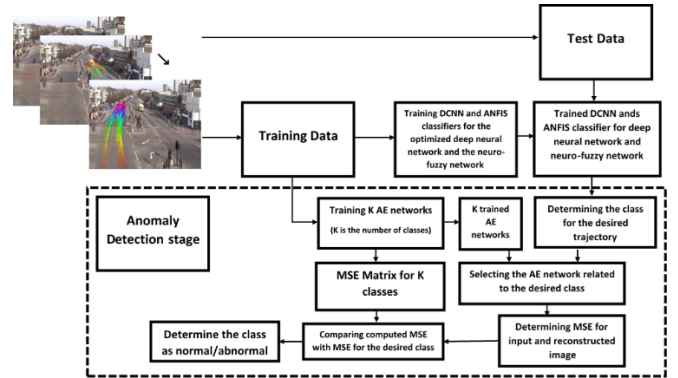 Test Data
Training Data
Training DCNN and ANFIS
classifiers for the
optimized deep neural
network and the neuro-
fuzzy network
Trained DCNN ands
ANFIS classifier for deep
neural network and
neuro-fuzzy network
Anomaly
Detection stage
Training K AE networks
(K is the number of classes)
K trained
AE
networks
Determining the class
for the desired
trajectory
MSE Matrix for K
classes
Selecting the AE network related
to the desired class
Determine the class
as normal/abnormal
Comparing computed MSE
with MSE for the desired class
Determining MSE for
input and reconstructed
image